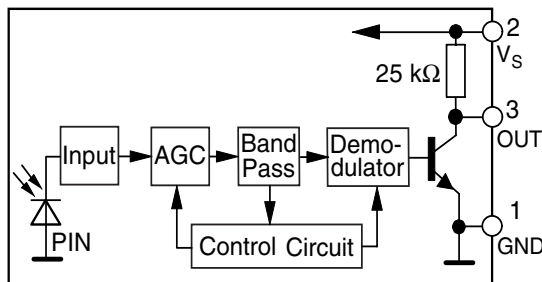 2
V_S
25 kΩ
3
OUT
Input
AGC
Band
Pass
Demo-
dulator
1
GND
PIN
Control Circuit